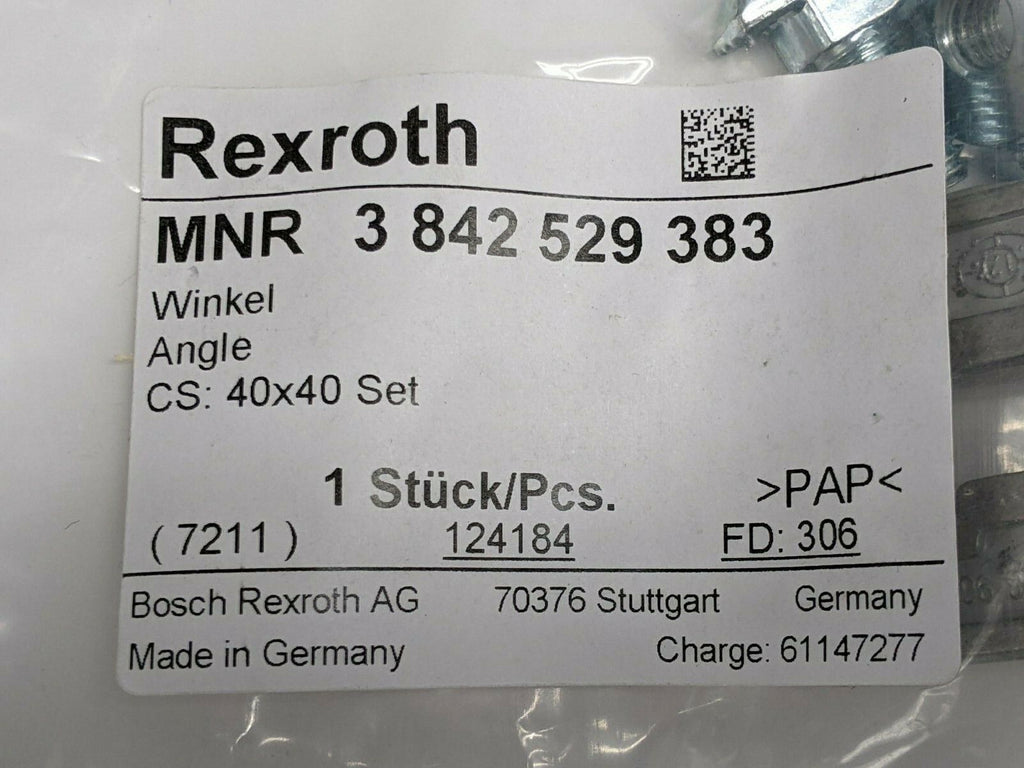 Rexroth
MNR 3 842 529 383
Winkel
Angle
CS: 40x40 Set
1 Stück/Pcs. >PAP<
( 7211 ) 124184 FD: 306
Bosch Rexroth AG 70376 Stuttgart Germany
Made in Germany Charge: 61147277